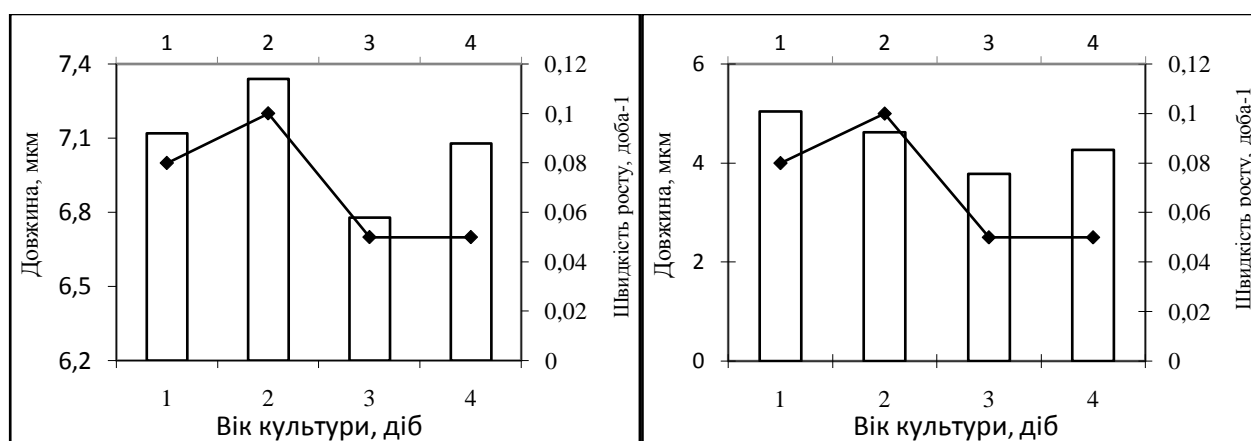 1 2 3 4
7,4
7,1
6,8
6,5
6,2
Довжина, мкм
0,12
0,1
0,08
0,06
0,04
0,02
0
Швидкість росту, доба-1
1 2 3 4
Вік культури, діб
1 2 3 4
6
4
2
0
Довжина, мкм
0,12
0,1
0,08
0,06
0,04
0,02
0
Швидкість росту, доба-1
1 2 3 4
Вік культури, діб